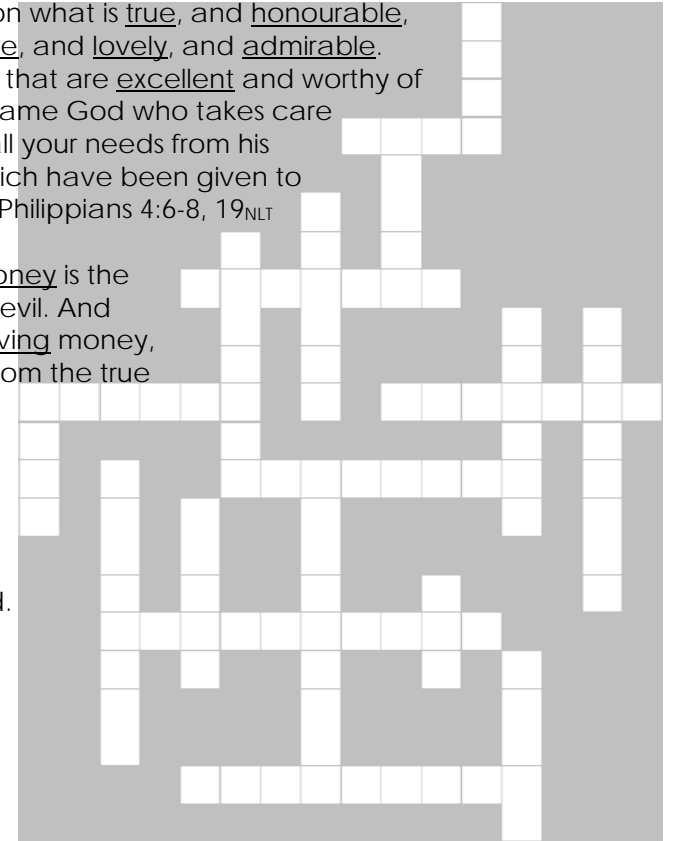 on what is true, and honourable,
e, and lovely, and admirable.
that are excellent and worthy of
ame God who takes care
ll your needs from his
ich have been given to
Philippians 4:6-8, 19NLT
oney is the
evil. And
ving money,
om the true
d.